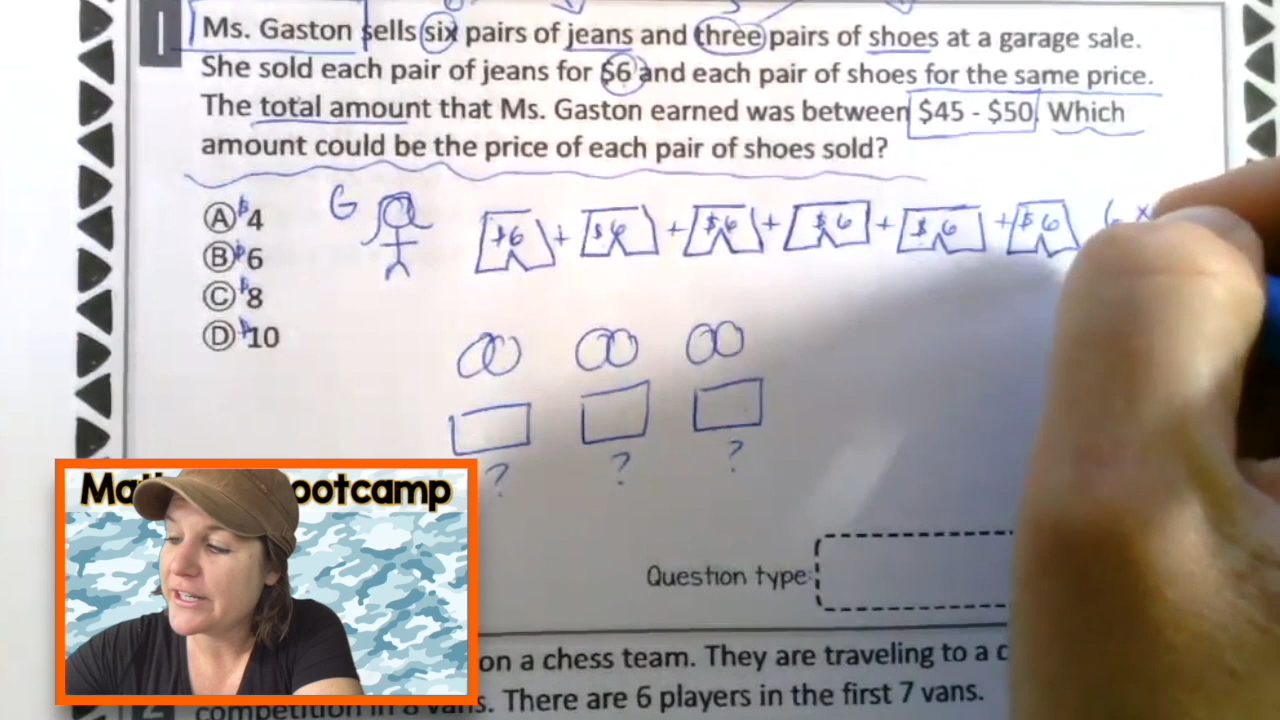 1 Ms. Gaston sells six pairs of jeans and three pairs of shoes at a garage sale.
She sold each pair of jeans for $6 and each pair of shoes for the same price.
The total amount that Ms. Gaston earned was between $45 - $50. Which
amount could be the price of each pair of shoes sold?
A $4
B $6
C $8
D $10
G
$6 + $6 + $6 + $6 + $6 + $6
6 x
? ? ?
Question type:
on a chess team. They are traveling to a
competition in 8 vans. There are 6 players in the first 7 vans.
2